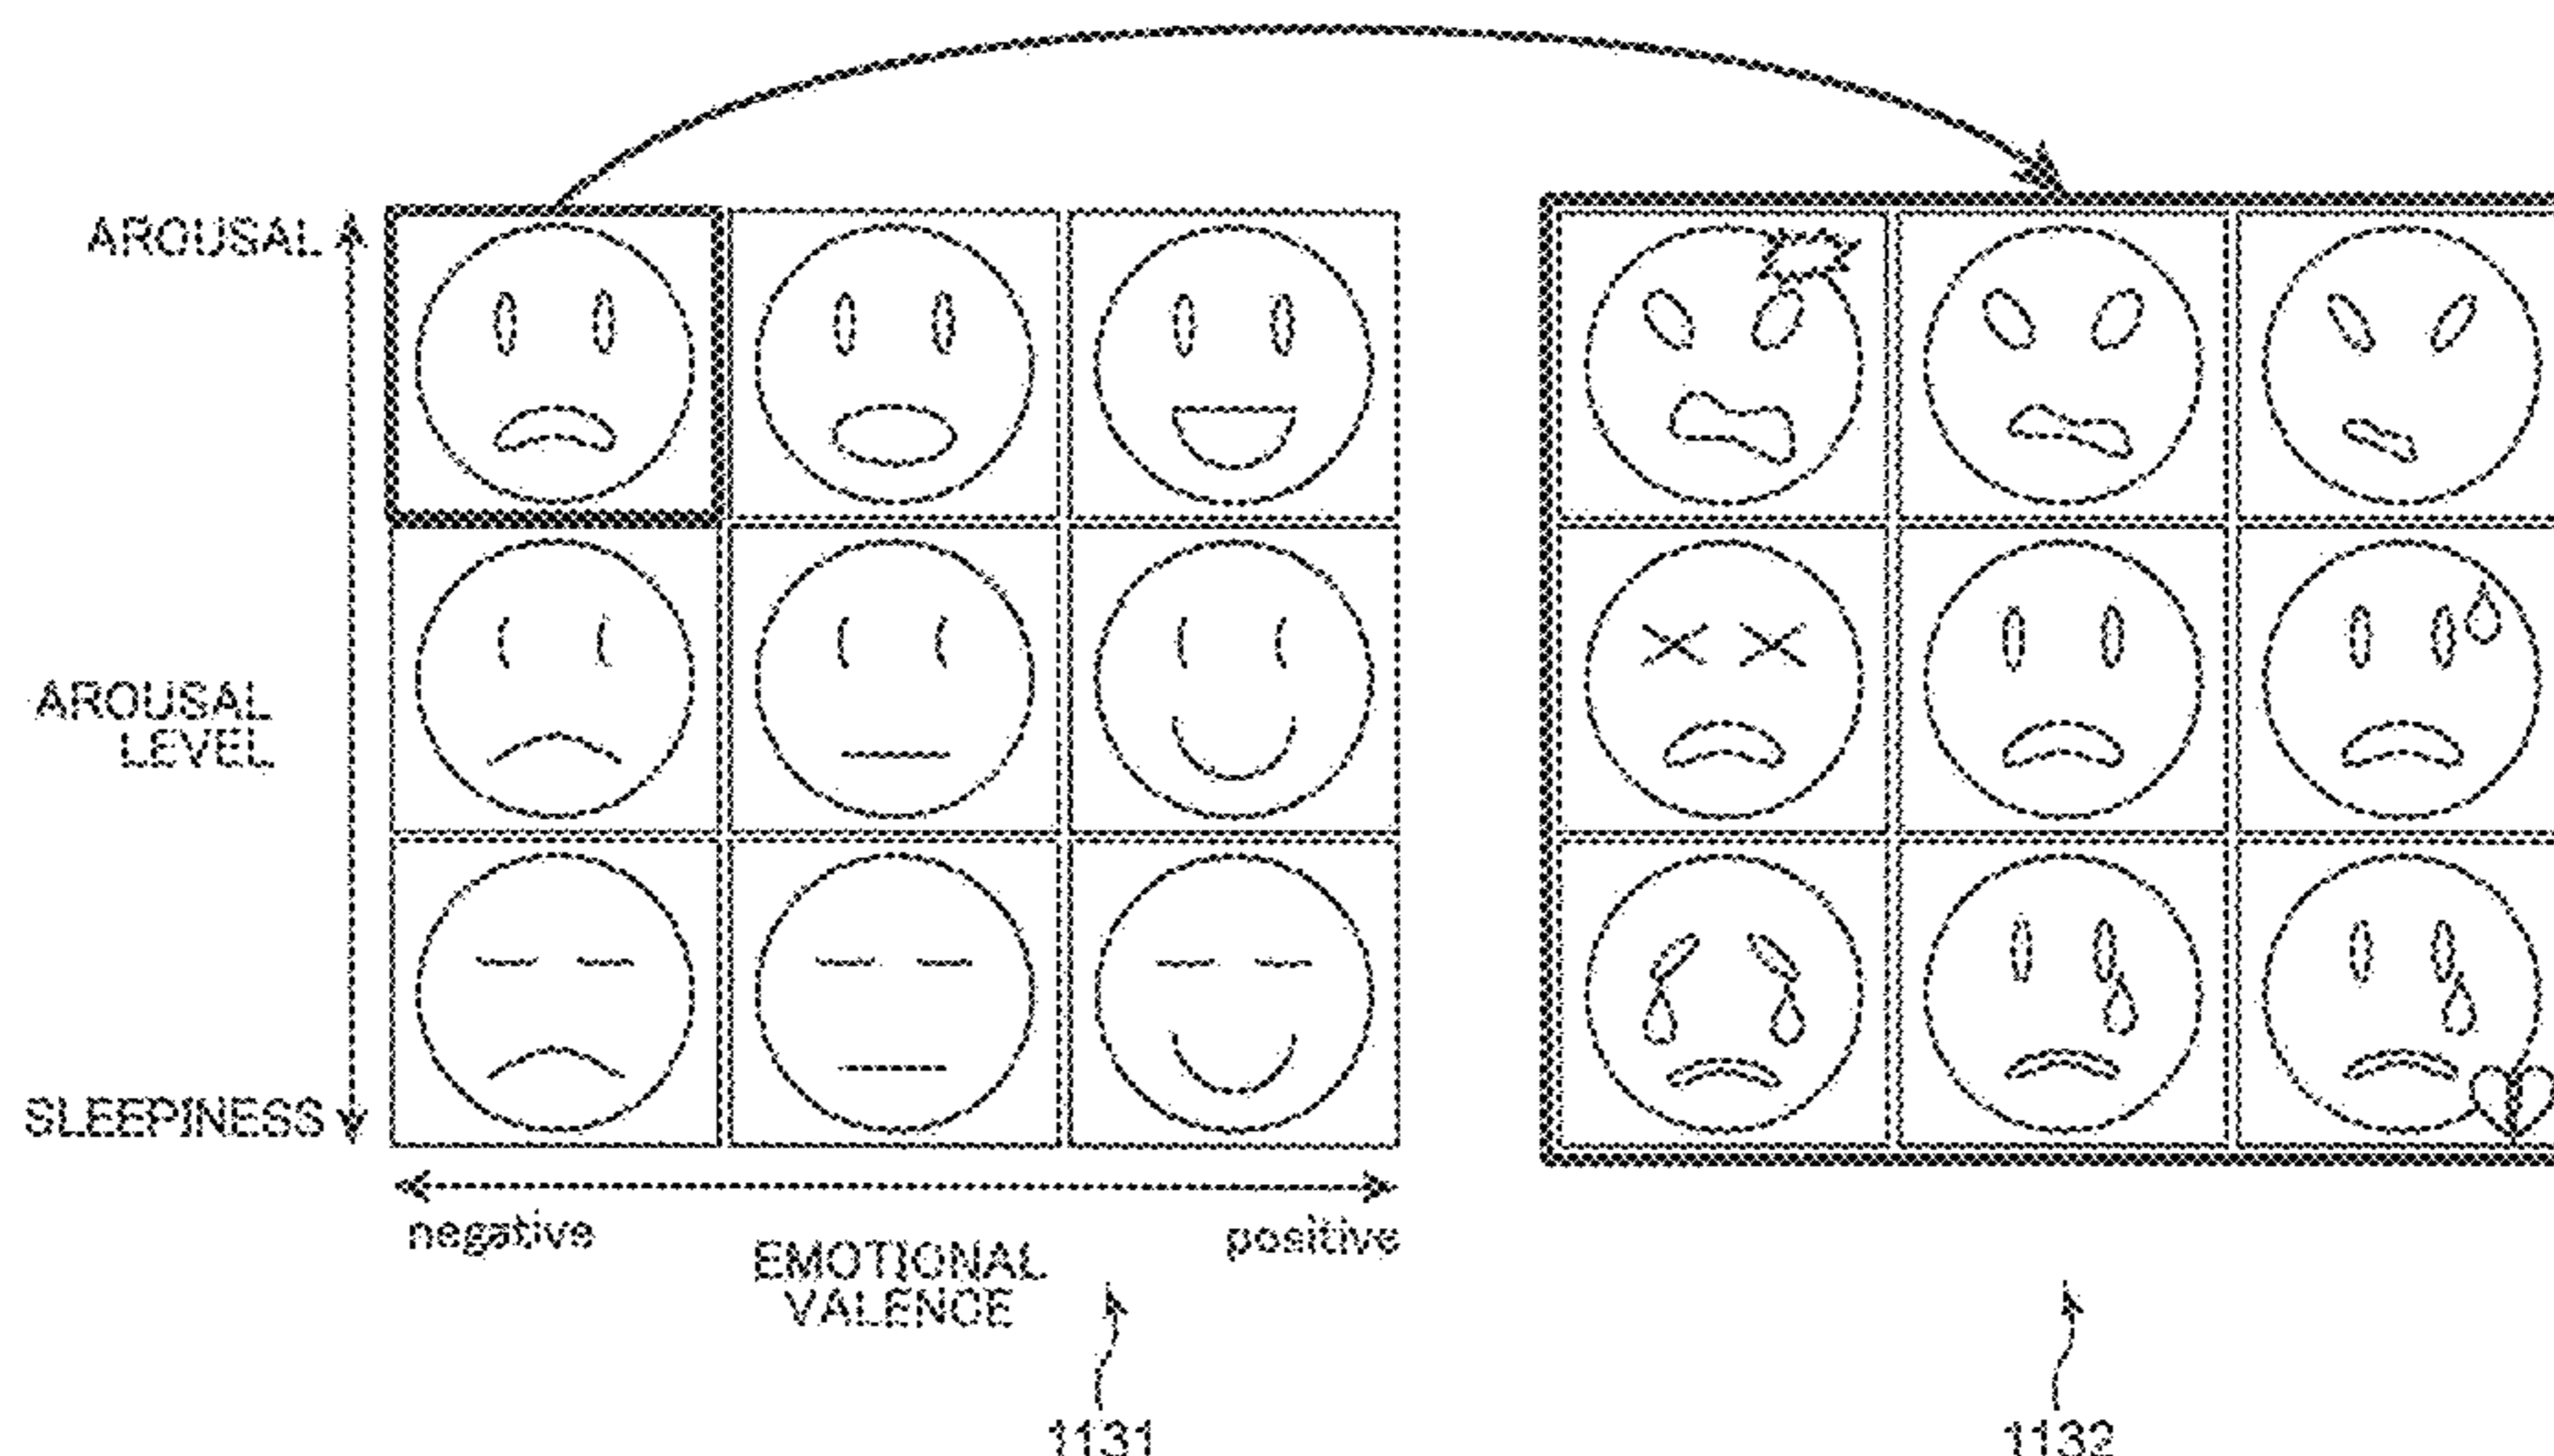 AROUSAL
AROUSAL
LEVEL
SLEEPINESS
negative
positive
EMOTIONAL
VALENCE
1131
1132